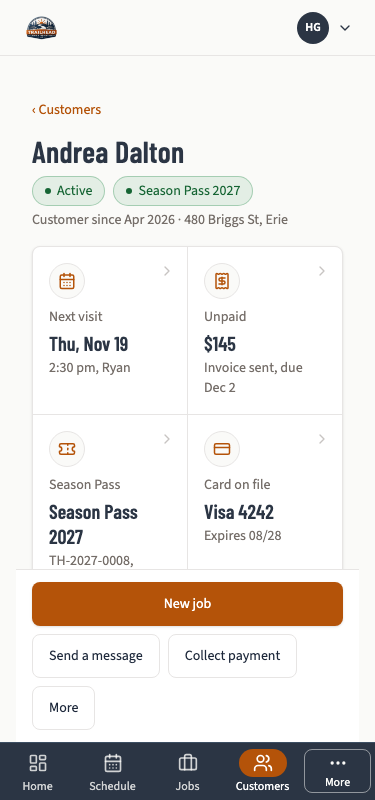 TRAILHEAD
HG
‹ Customers
Andrea Dalton
Active
Season Pass 2027
Customer since Apr 2026 · 480 Briggs St, Erie
Next visit
Thu, Nov 19
2:30 pm, Ryan
Unpaid
$145
Invoice sent, due
Dec 2
Season Pass
Season Pass
2027
TH-2027-0008,
Card on file
Visa 4242
Expires 08/28
New job
Send a message
Collect payment
More
Home
Schedule
Jobs
Customers
More